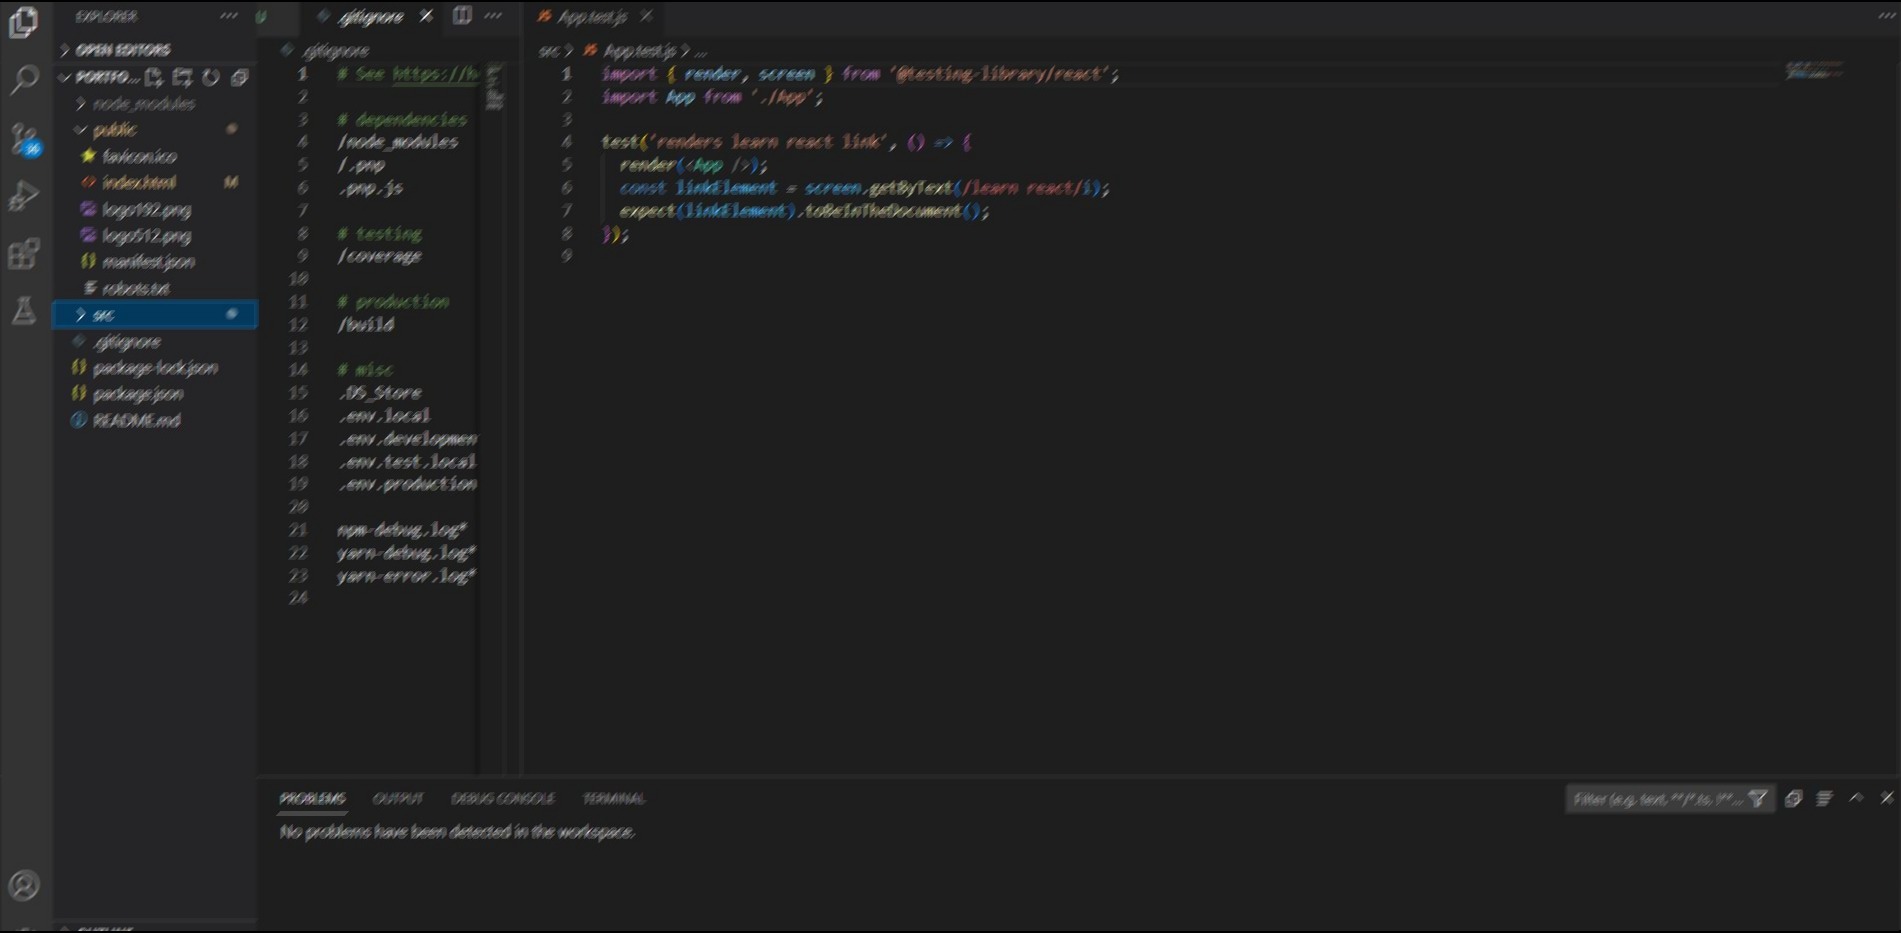 EXPLORER
OPEN EDITORS
PORTFO...
node_modules
public
favicon.ico
index.html M
logo192.png
logo512.png
manifest.json
robots.txt
src
.gitignore
package-lock.json
package.json
README.md
.gitignore
.gitignore
1 # See https://h
2
3 # dependencies
4 /node_modules
5 /.pnp
6 .pnp.js
7
8 # testing
9 /coverage
10
11 # production
12 /build
13
14 # misc
15 .DS_Store
16 .env.local
17 .env.developmen
18 .env.test.local
19 .env.production
20
21 npm-debug.log*
22 yarn-debug.log*
23 yarn-error.log*
24
App.test.js
src > App.test.js > ...
1 import { render, screen } from '@testing-library/react';
2 import App from './App';
3
4 test('renders learn react link', () => {
5 render(<App />);
6 const linkElement = screen.getByText(/learn react/i);
7 expect(linkElement).toBeInTheDocument();
8 });
9
PROBLEMS OUTPUT DEBUG CONSOLE TERMINAL
Filter (e.g. text, **/*.ts, !**...
No problems have been detected in the workspace.